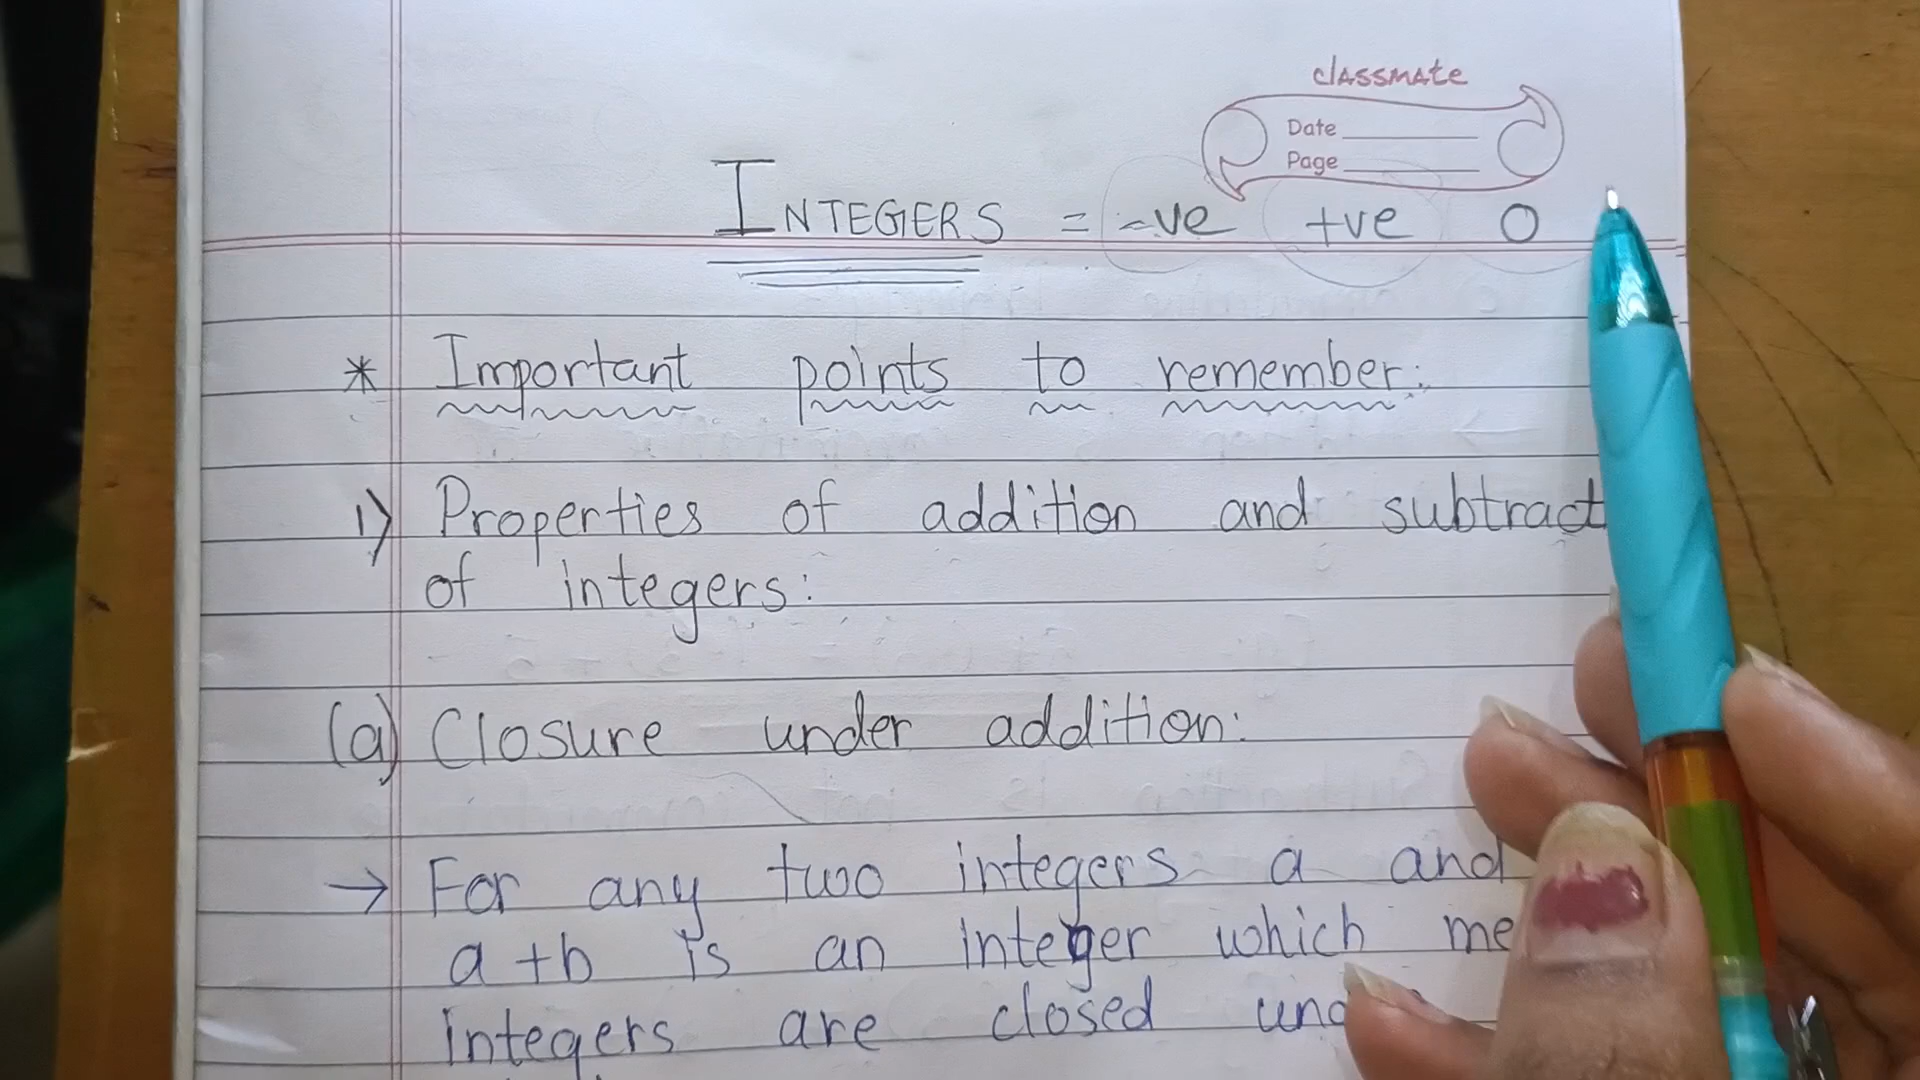 classmate
Date
Page
INTEGERS = -ve +ve 0
* Important points to remember:
1) Properties of addition and subtract
of integers:
(a) Closure under addition:
→ For any two integers a and
a+b is an integer which me
integers are closed und